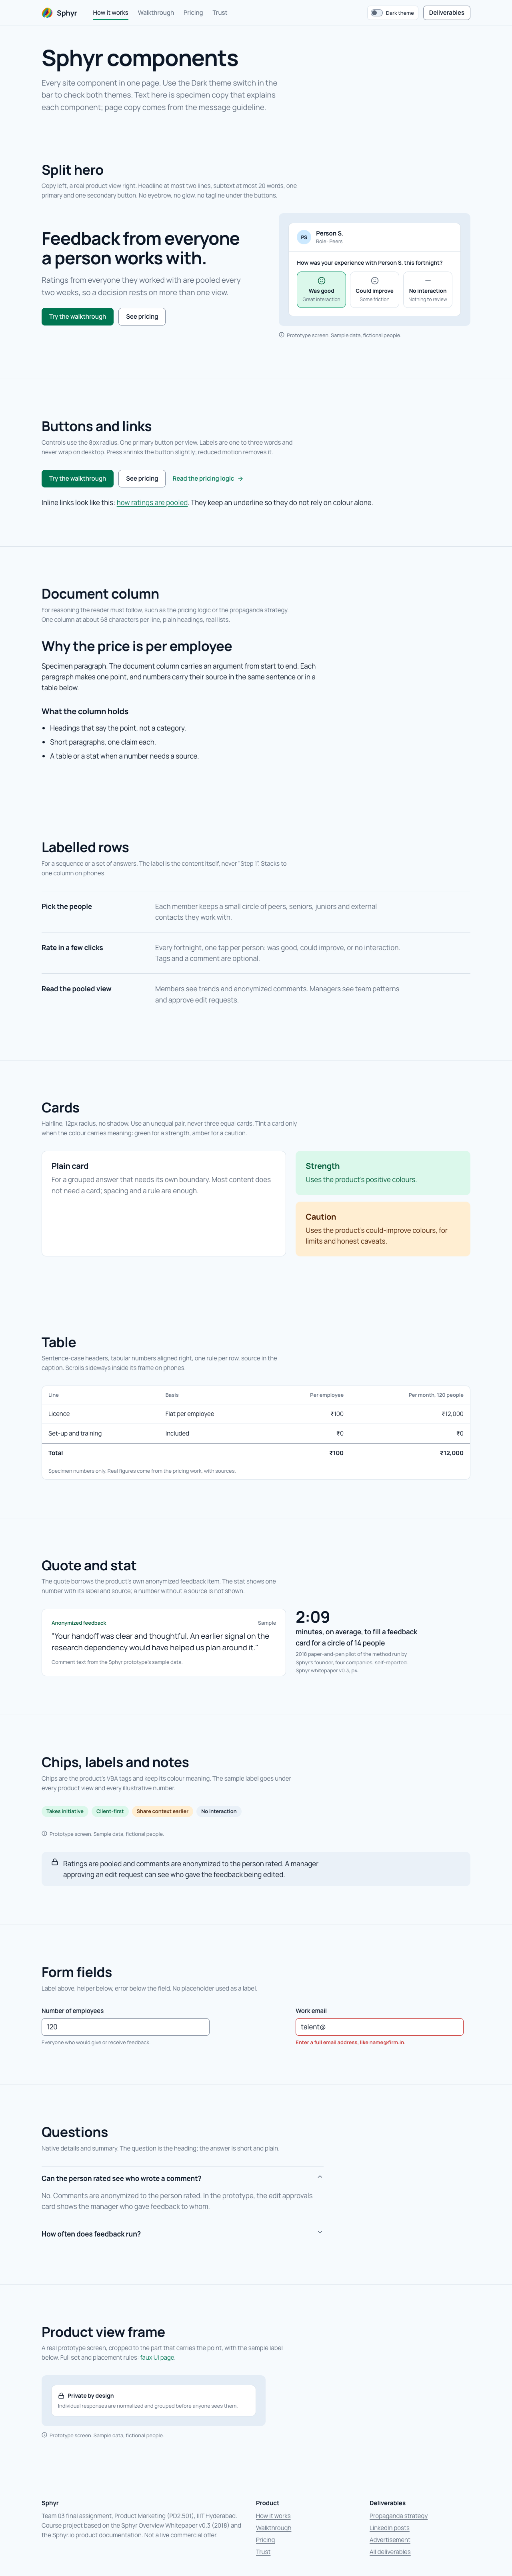 Sphyr
How it works
Walkthrough
Pricing
Trust
Dark theme
Deliverables
Sphyr components
Every site component in one page. Use the Dark theme switch in the
bar to check both themes. Text here is specimen copy that explains
each component; page copy comes from the message guideline.
Split hero
Copy left, a real product view right. Headline at most two lines, subtext at most 20 words, one
primary and one secondary button. No eyebrow, no glow, no tagline under the buttons.
Feedback from everyone
a person works with.
Ratings from everyone they worked with are pooled every
two weeks, so a decision rests on more than one view.
Try the walkthrough
See pricing
PS
Person S.
Role · Peers
How was your experience with Person S. this fortnight?
Was good
Great interaction
Could improve
Some friction
No interaction
Nothing to review
Prototype screen. Sample data, fictional people.
Buttons and links
Controls use the 8px radius. One primary button per view. Labels are one to three words and
never wrap on desktop. Press shrinks the button slightly; reduced motion removes it.
Try the walkthrough
See pricing
Read the pricing logic →
Inline links look like this: how ratings are pooled. They keep an underline so they do not rely on colour alone.
Document column
For reasoning the reader must follow, such as the pricing logic or the propaganda strategy.
One column at about 68 characters per line, plain headings, real lists.
Why the price is per employee
Specimen paragraph. The document column carries an argument from start to end. Each
paragraph makes one point, and numbers carry their source in the same sentence or in a
table below.
What the column holds
• Headings that say the point, not a category.
• Short paragraphs, one claim each.
• A table or a stat when a number needs a source.
Labelled rows
For a sequence or a set of answers. The label is the content itself, never "Step 1". Stacks to
one column on phones.
Pick the people
Each member keeps a small circle of peers, seniors, juniors and external
contacts they work with.
Rate in a few clicks
Every fortnight, one tap per person: was good, could improve, or no interaction.
Tags and a comment are optional.
Read the pooled view
Members see trends and anonymized comments. Managers see team patterns
and approve edit requests.
Cards
Hairline, 12px radius, no shadow. Use an unequal pair, never three equal cards. Tint a card only
when the colour carries meaning: green for a strength, amber for a caution.
Plain card
For a grouped answer that needs its own boundary. Most content does
not need a card; spacing and a rule are enough.
Strength
Uses the product's positive colours.
Caution
Uses the product's could-improve colours, for
limits and honest caveats.
Table
Sentence-case headers, tabular numbers aligned right, one rule per row, source in the
caption. Scrolls sideways inside its frame on phones.
Line Basis Per employee Per month, 120 people
Licence Flat per employee ₹100 ₹12,000
Set-up and training Included ₹0 ₹0
Total ₹100 ₹12,000
Specimen numbers only. Real figures come from the pricing work, with sources.
Quote and stat
The quote borrows the product's own anonymized feedback item. The stat shows one
number with its label and source; a number without a source is not shown.
Anonymized feedback
Sample
"Your handoff was clear and thoughtful. An earlier signal on the
research dependency would have helped us plan around it."
Comment text from the Sphyr prototype's sample data.
2:09
minutes, on average, to fill a feedback
card for a circle of 14 people
2018 paper-and-pen pilot of the method run by
Sphyr's founder, four companies, self-reported.
Sphyr whitepaper v0.3, p4.
Chips, labels and notes
Chips are the product's VBA tags and keep its colour meaning. The sample label goes under
every product view and every illustrative number.
Takes initiative
Client-first
Share context earlier
No interaction
Prototype screen. Sample data, fictional people.
Ratings are pooled and comments are anonymized to the person rated. A manager
approving an edit request can see who gave the feedback being edited.
Form fields
Label above, helper below, error below the field. No placeholder used as a label.
Number of employees
120
Everyone who would give or receive feedback.
Work email
talent@
Enter a full email address, like name@firm.in.
Questions
Native details and summary. The question is the heading; the answer is short and plain.
Can the person rated see who wrote a comment?
No. Comments are anonymized to the person rated. In the prototype, the edit approvals
card shows the manager who gave feedback to whom.
How often does feedback run?
Product view frame
A real prototype screen, cropped to the part that carries the point, with the sample label
below. Full set and placement rules: faux UI page.
Private by design
Individual responses are normalized and grouped before anyone sees them.
Prototype screen. Sample data, fictional people.
Sphyr
Team 03 final assignment, Product Marketing (PD2.501), IIIT Hyderabad.
Course project based on the Sphyr Overview Whitepaper v0.3 (2018) and
the Sphyr.io product documentation. Not a live commercial offer.
Product
How it works
Walkthrough
Pricing
Trust
Deliverables
Propaganda strategy
LinkedIn posts
Advertisement
All deliverables